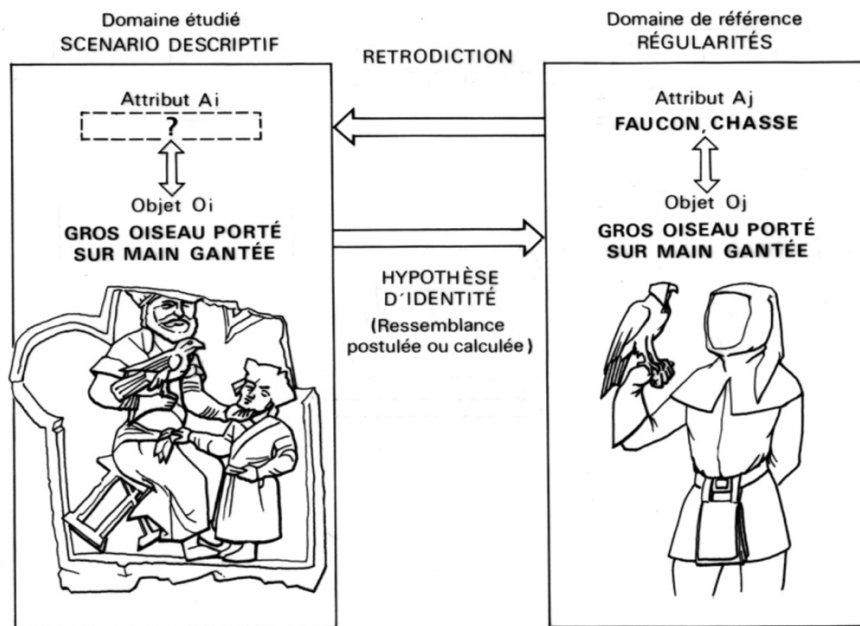 Domaine étudié
SCENARIO DESCRIPTIF
Attribut Ai
?
Objet Oi
GROS OISEAU PORTÉ
SUR MAIN GANTÉE
RETRODICTION
HYPOTHÈSE
D'IDENTITÉ
(Ressemblance
postulée ou calculée)
Domaine de référence
RÉGULARITÉS
Attribut Aj
FAUCON, CHASSE
Objet Oj
GROS OISEAU PORTÉ
SUR MAIN GANTÉE